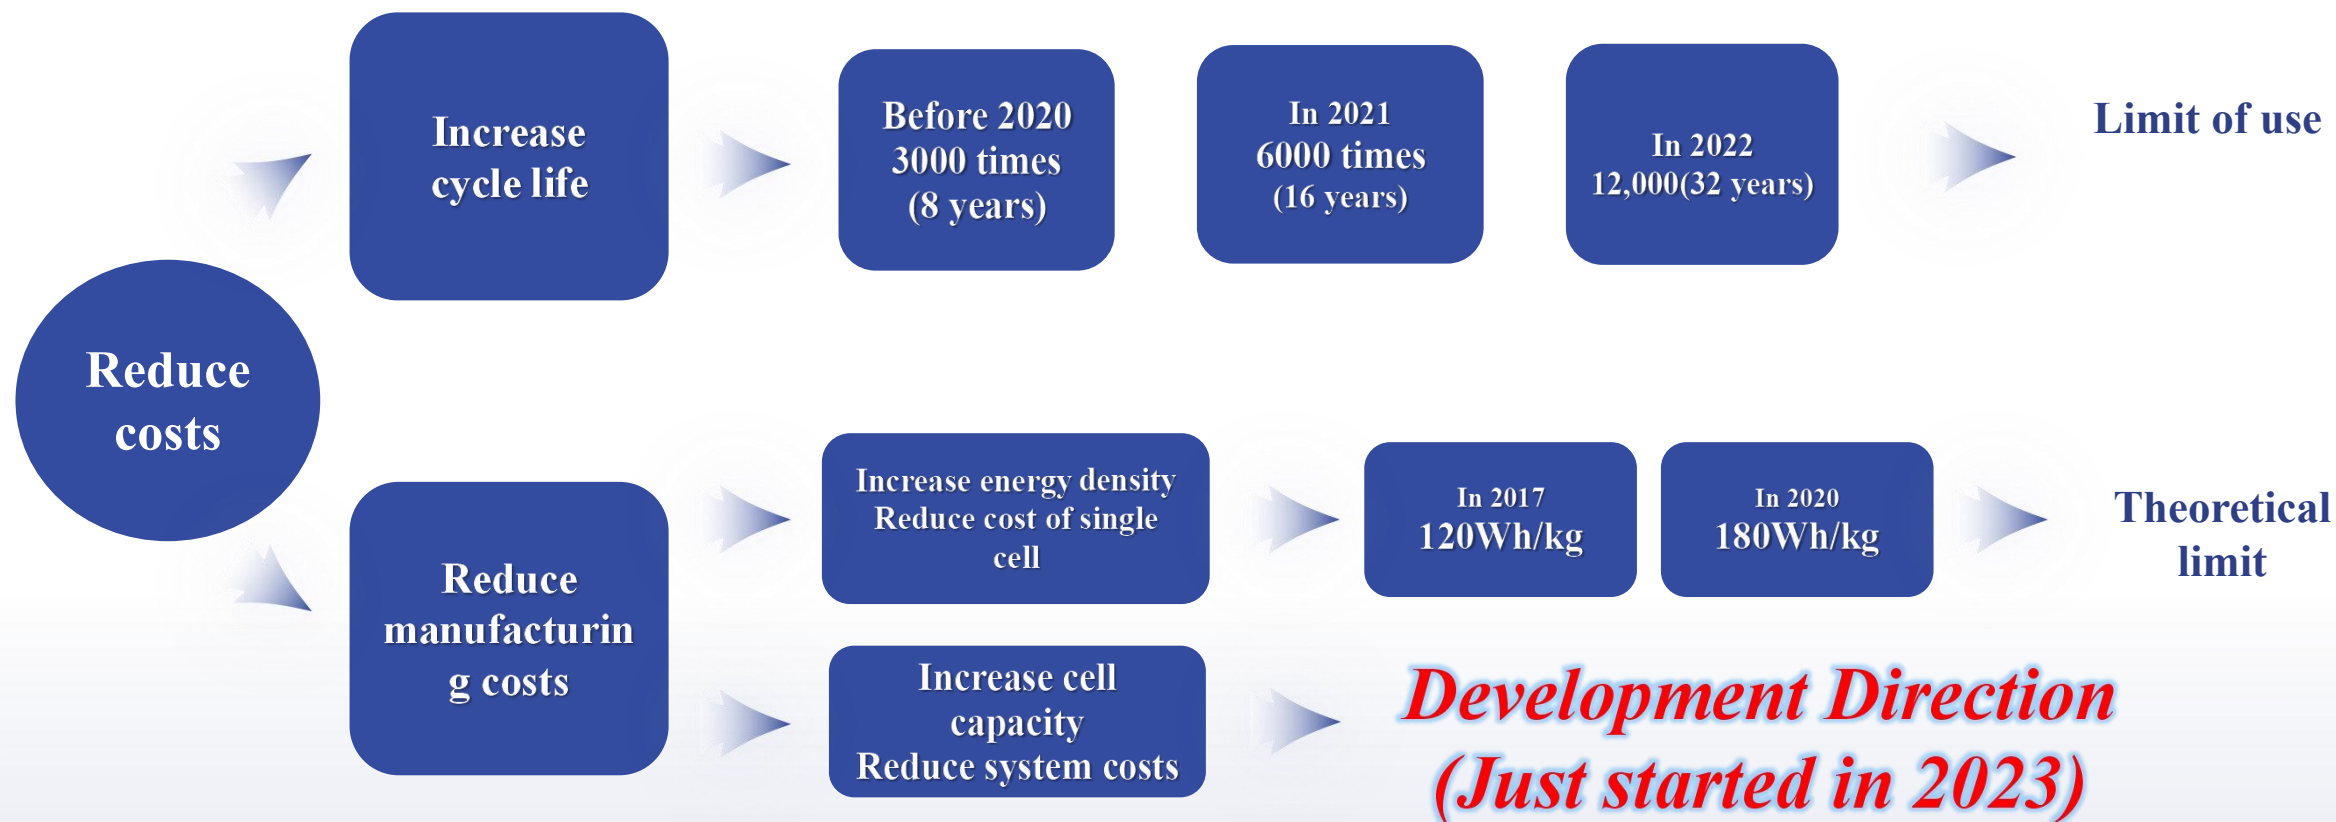 Reduce
costs
Increase
cycle life
Before 2020
3000 times
(8 years)
In 2021
6000 times
(16 years)
In 2022
12,000(32 years)
Limit of use
Reduce
manufacturin
g costs
Increase energy density
Reduce cost of single
cell
In 2017
120Wh/kg
In 2020
180Wh/kg
Theoretical
limit
Increase cell
capacity
Reduce system costs
Development Direction
(Just started in 2023)